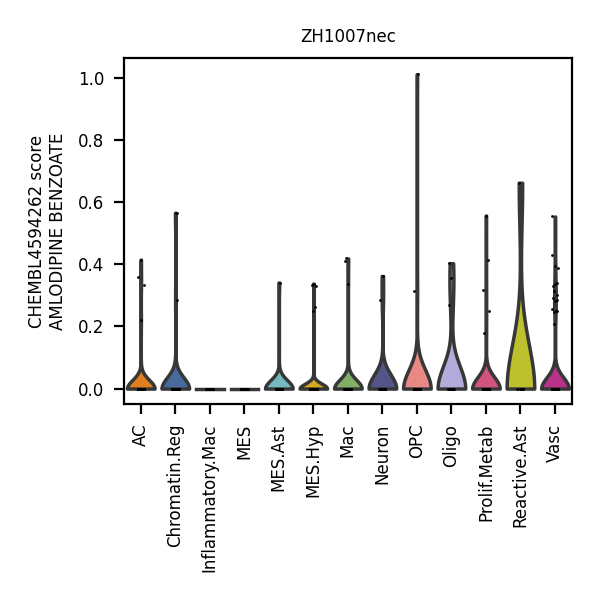 ZH1007nec
CHEMBL4594262 score
AMLODIPINE BENZOATE
1.0
0.8
0.6
0.4
0.2
0.0
AC
Chromatin.Reg
Inflammatory.Mac
MES
MES.Ast
MES.Hyp
Mac
Neuron
OPC
Oligo
Prolif.Metab
Reactive.Ast
Vasc